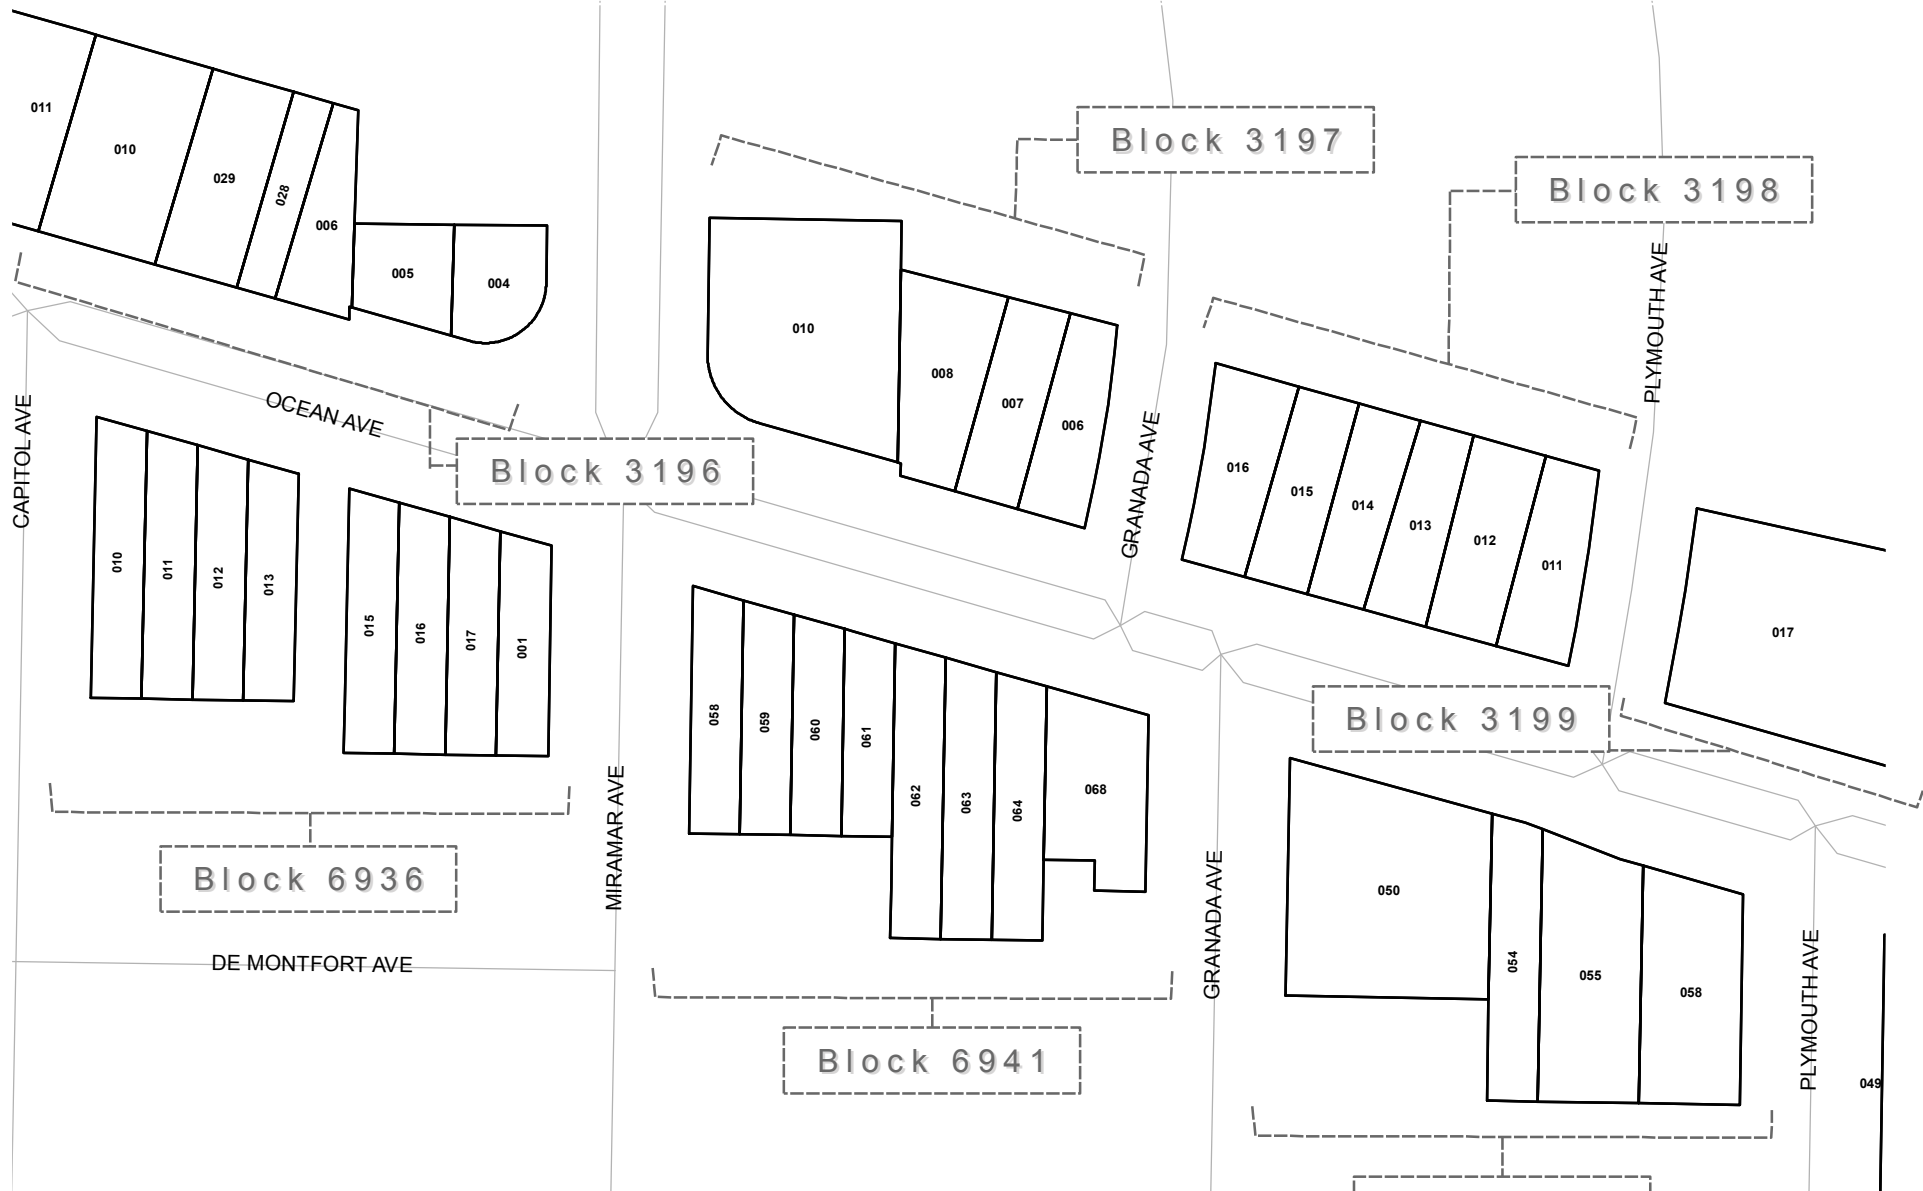 011
010
029
028
006
005
004
Block 3197
Block 3198
PLYMOUTH AVE
010
008
007
006
GRANADA AVE
016
015
014
013
012
011
017
CAPITOL AVE
OCEAN AVE
Block 3196
010
011
012
013
015
016
017
001
058
059
060
061
062
063
064
068
Block 3199
MIRAMAR AVE
Block 6936
DE MONTFORT AVE
GRANADA AVE
050
054
055
058
PLYMOUTH AVE
049
Block 6941